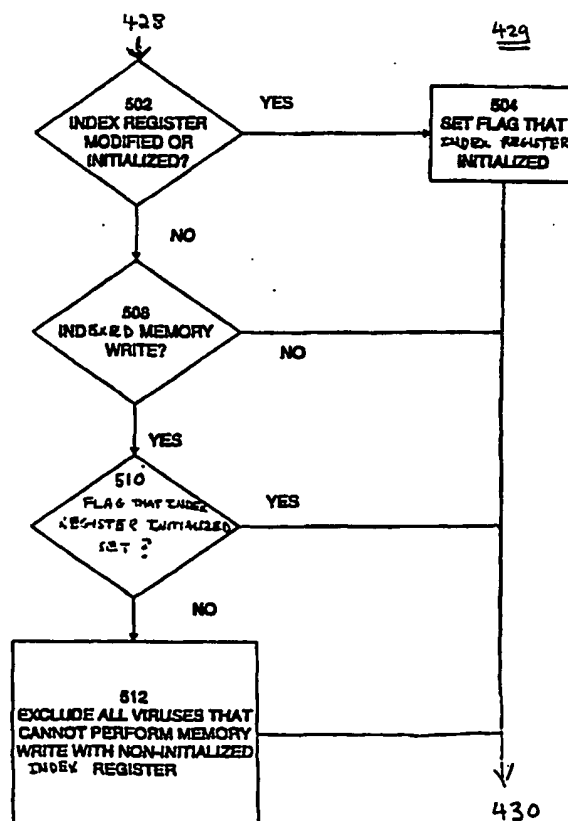 428
429
502
INDEX REGISTER
MODIFIED OR
INITIALIZED?
YES
504
SET FLAG THAT
INDEX REGISTER
INITIALIZED
NO
508
INDEXED MEMORY
WRITE?
NO
YES
510
FLAG THAT INDEX
REGISTER INITIALIZED
SET ?
YES
NO
512
EXCLUDE ALL VIRUSES THAT
CANNOT PERFORM MEMORY
WRITE WITH NON-INITIALIZED
INDEX REGISTER
430